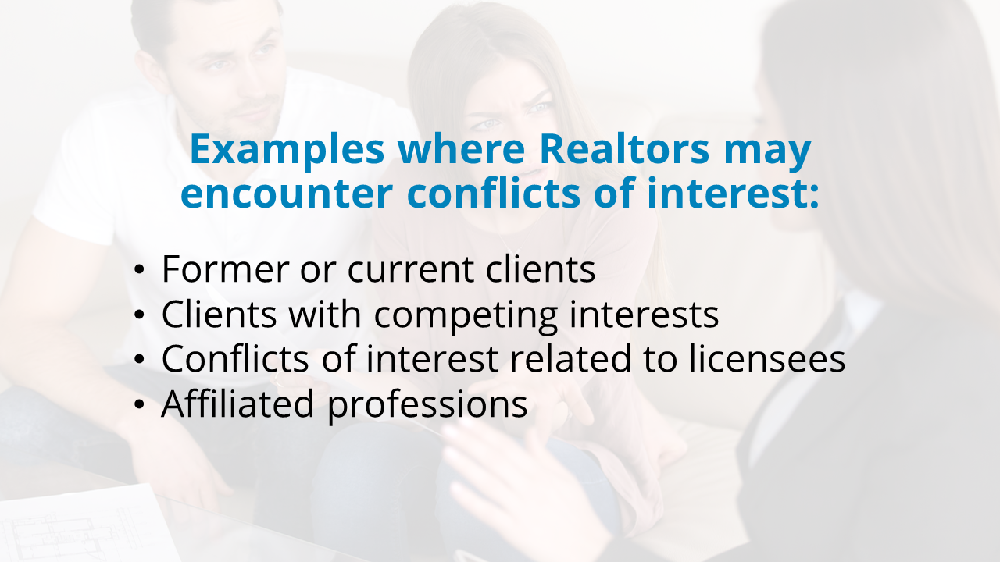 Examples where Realtors may
encounter conflicts of interest:
• Former or current clients
• Clients with competing interests
• Conflicts of interest related to licensees
• Affiliated professions